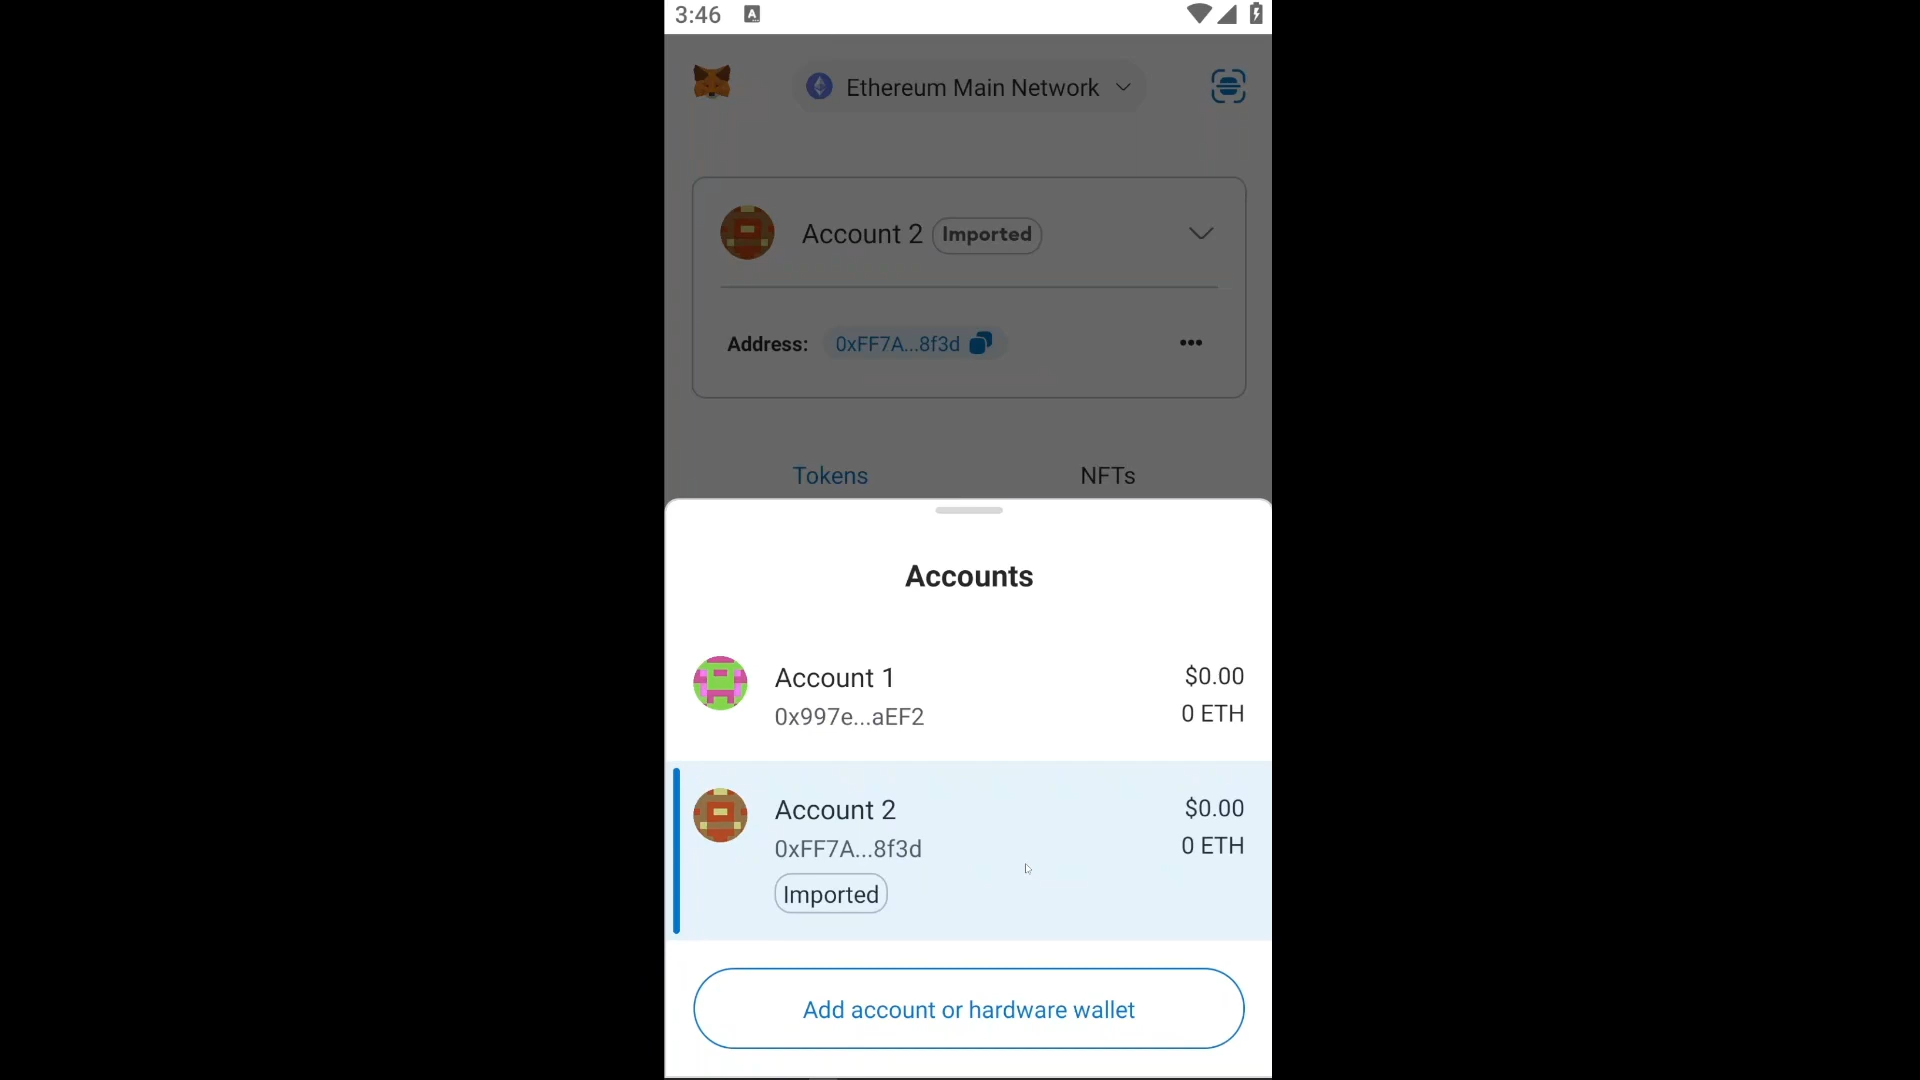 3:46
A
Ethereum Main Network
Account 2 Imported
Address: 0xFF7A...8f3d
Tokens NFTs
Accounts
Account 1 $0.00
0x997e...aEF2 0 ETH
Account 2 $0.00
0xFF7A...8f3d 0 ETH
Imported
Add account or hardware wallet